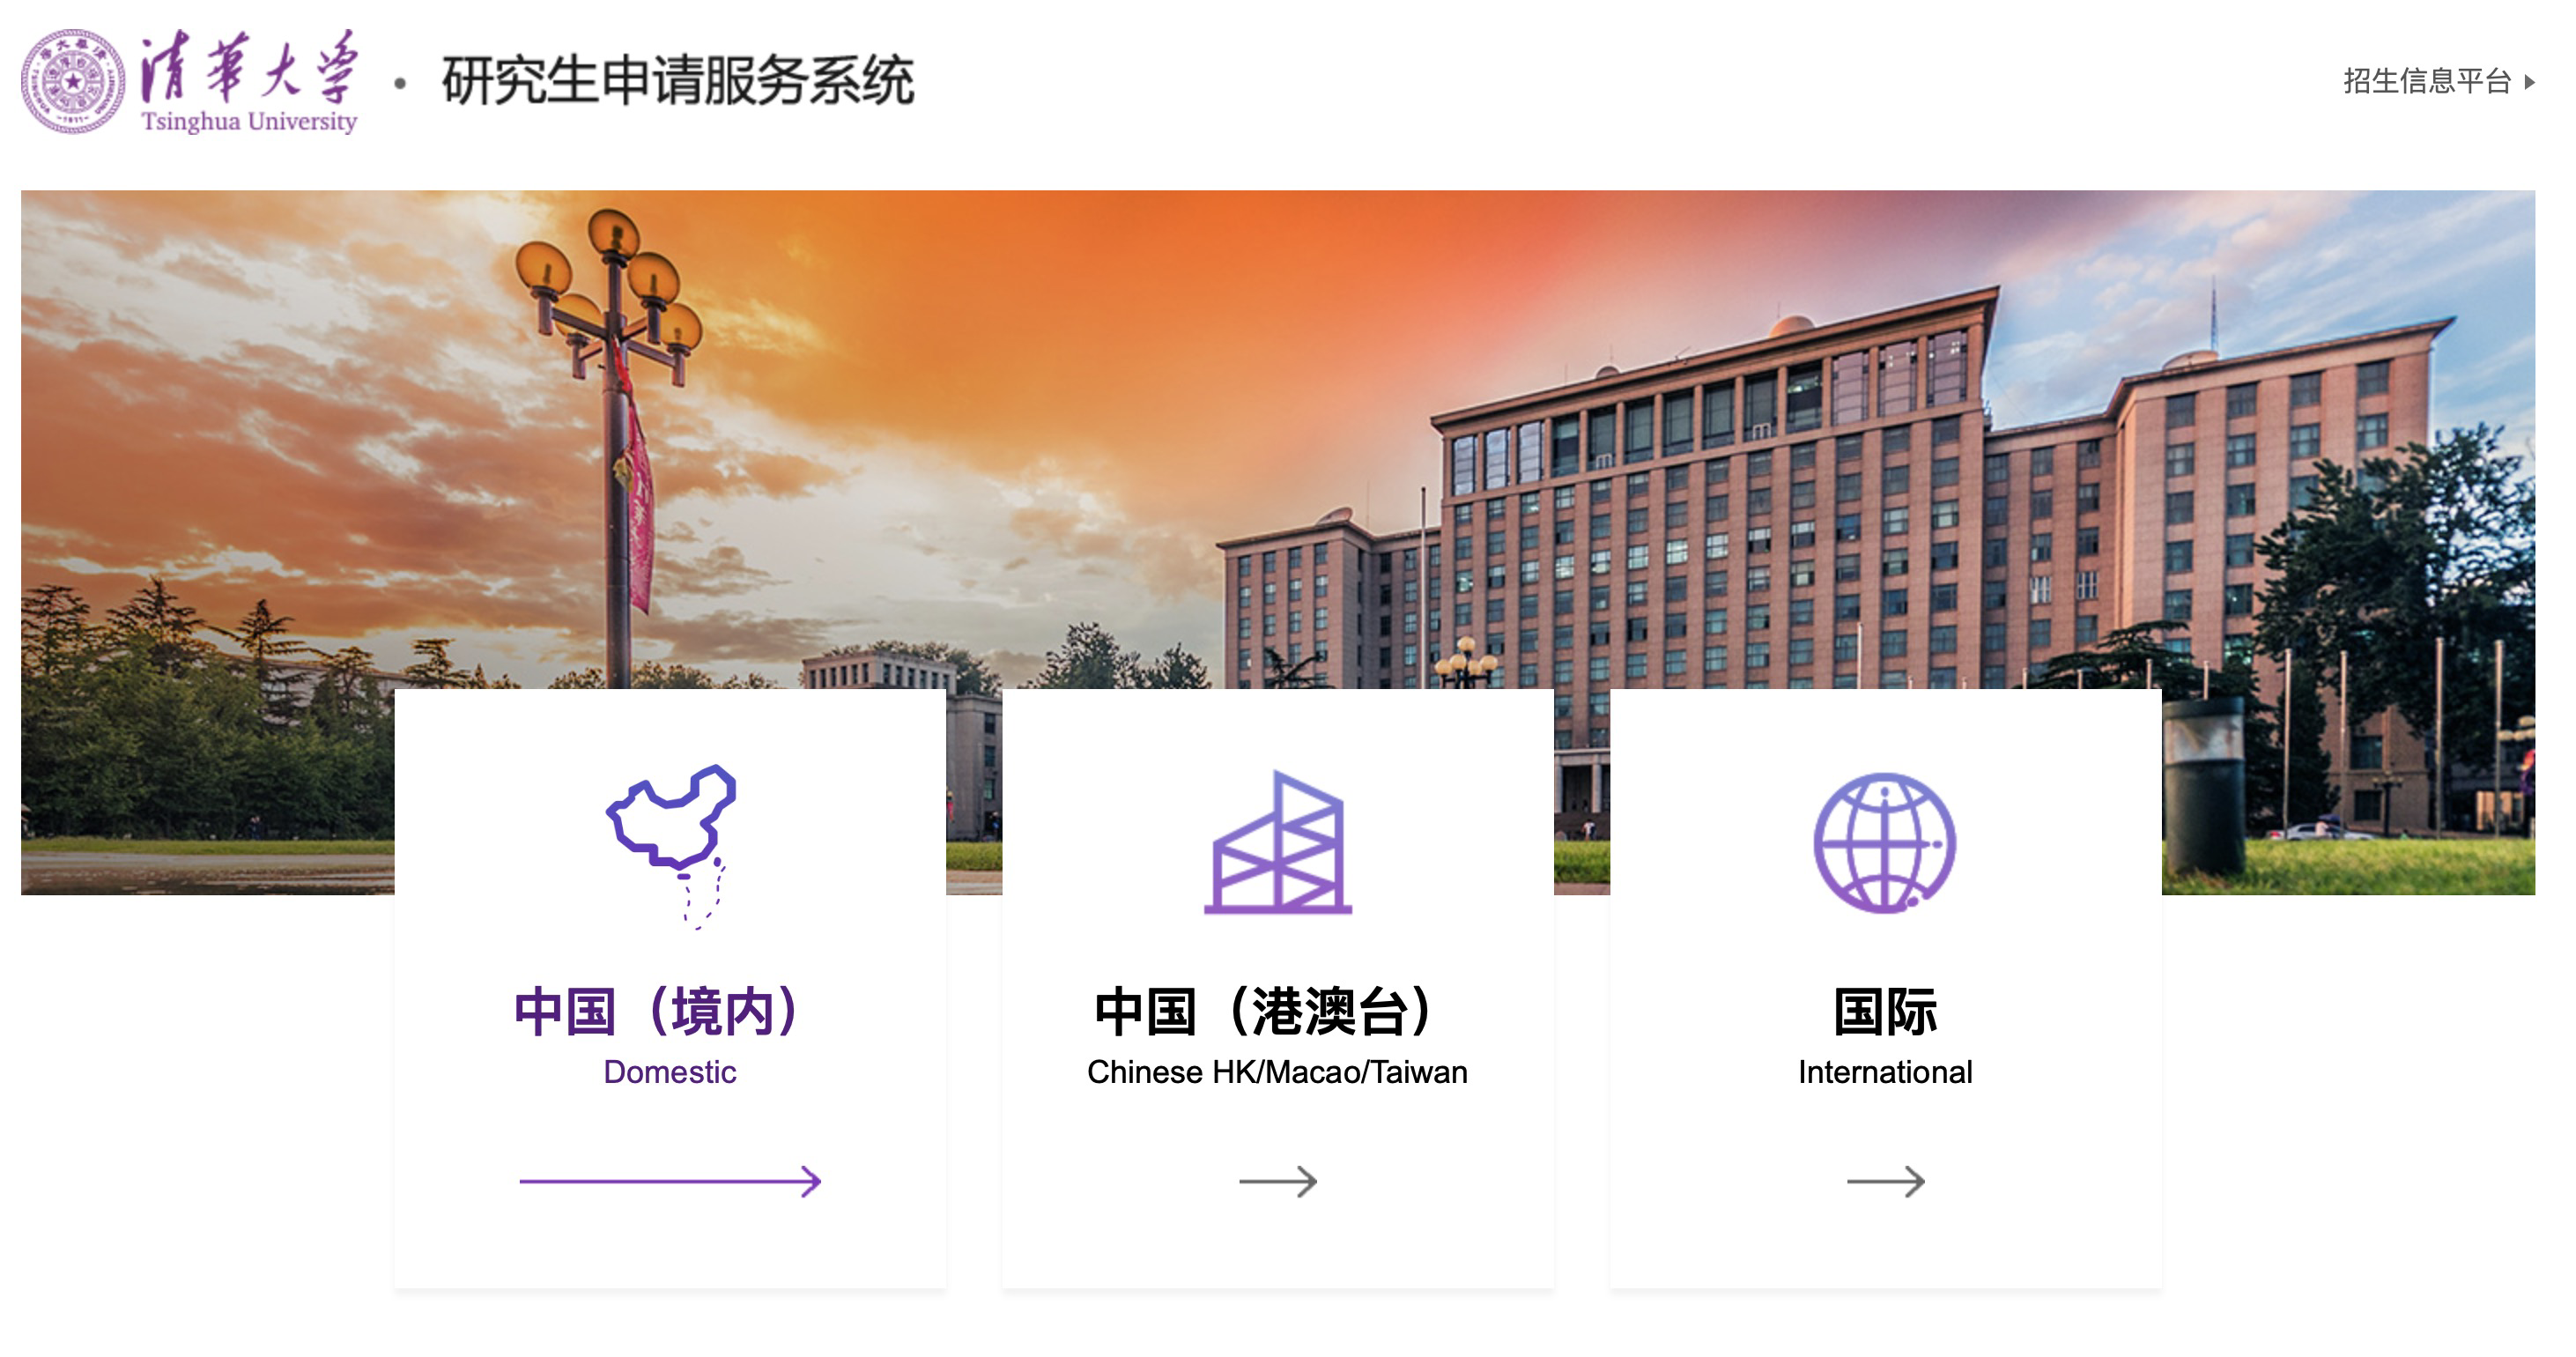 清華大学
Tsinghua University
· 研究生申请服务系统
招生信息平台
中国（境内）
Domestic
中国（港澳台）
Chinese HK/Macao/Taiwan
国际
International